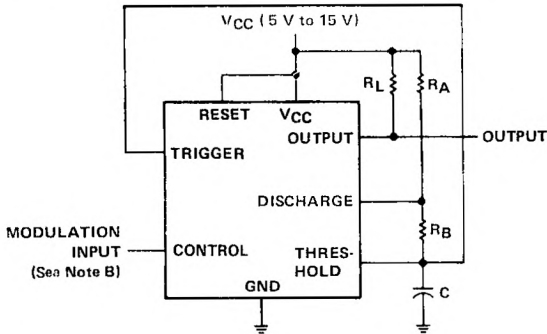 VCC (5 V to 15 V)
RL
RA
RESET
VCC
OUTPUT
OUTPUT
TRIGGER
DISCHARGE
RB
MODULATION
INPUT
(See Note B)
CONTROL
THRES-
HOLD
GND
C